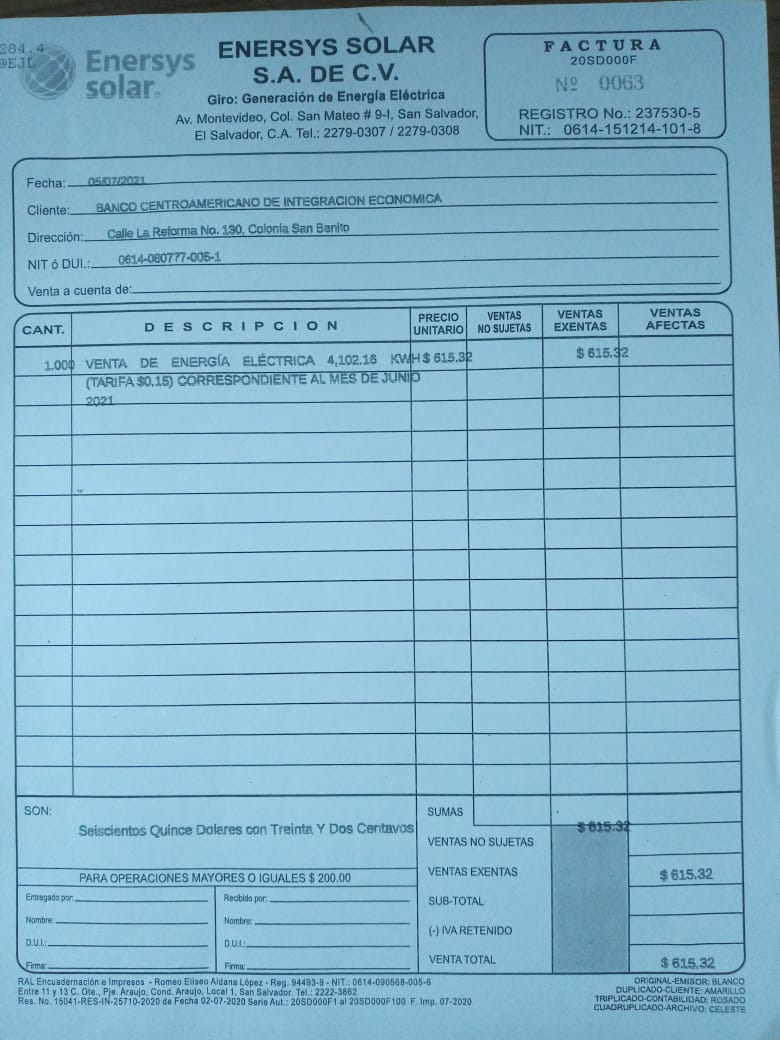 284.4
@EJL
Enersys
solar
ENERSYS SOLAR
S.A. DE C.V.
Giro: Generación de Energía Eléctrica
Av. Montevideo, Col. San Mateo # 9-I, San Salvador,
El Salvador, C.A. Tel.: 2279-0307 / 2279-0308
FACTURA
20SD000F
Nº 0063
REGISTRO No.: 237530-5
NIT.: 0614-151214-101-8
Fecha: 05/07/2021
Cliente: BANCO CENTROAMERICANO DE INTEGRACION ECONOMICA
Dirección: Calle La Reforma No. 130, Colonia San Benito
NIT ó DUI.: 0614-080777-005-1
Venta a cuenta de:
CANT. DESCRIPCION PRECIO UNITARIO VENTAS NO SUJETAS VENTAS EXENTAS VENTAS AFECTAS
1.000 VENTA DE ENERGÍA ELÉCTRICA 4,102.16 KWH $ 615.32 $ 615.32
(TARIFA $0.15) CORRESPONDIENTE AL MES DE JUNIO
2021
SON:
Seiscientos Quince Dolares con Treinta Y Dos Centavos
SUMAS $ 615.32
VENTAS NO SUJETAS
VENTAS EXENTAS $ 615.32
SUB-TOTAL
(-) IVA RETENIDO
VENTA TOTAL $ 615.32
PARA OPERACIONES MAYORES O IGUALES $ 200.00
Entregado por: Recibido por:
Nombre: Nombre:
D.U.I.: D.U.I.:
Firma: Firma:
RAL Encuadernación e Impresos - Romeo Eliseo Aldana López - Reg. 94493-9 - NIT.: 0614-090568-005-6
Entre 11 y 13 C. Ote., Pje. Araujo, Cond. Araujo, Local 1, San Salvador. Tel.: 2222-3862
Res. No. 15041-RES-IN-25710-2020 de Fecha 02-07-2020 Serie Aut.: 20SD000F1 al 20SD000F100 F. Imp. 07-2020
ORIGINAL-EMISOR: BLANCO
DUPLICADO-CLIENTE: AMARILLO
TRIPLICADO-CONTABILIDAD: ROSADO
CUADRUPLICADO-ARCHIVO: CELESTE